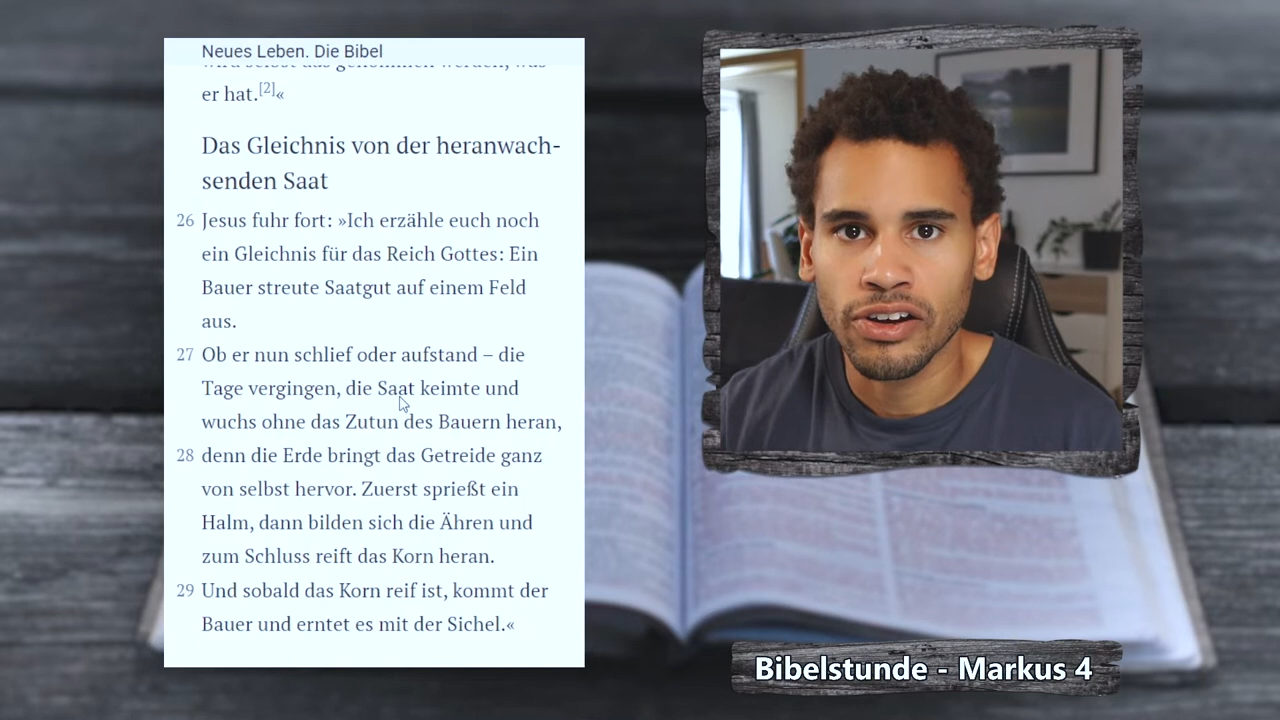 Neues Leben. Die Bibel
er hat.[2]«
Das Gleichnis von der heranwach-
senden Saat
26 Jesus fuhr fort: »Ich erzähle euch noch
ein Gleichnis für das Reich Gottes: Ein
Bauer streute Saatgut auf einem Feld
aus.
27 Ob er nun schlief oder aufstand – die
Tage vergingen, die Saat keimte und
wuchs ohne das Zutun des Bauern heran,
28 denn die Erde bringt das Getreide ganz
von selbst hervor. Zuerst sprießt ein
Halm, dann bilden sich die Ähren und
zum Schluss reift das Korn heran.
29 Und sobald das Korn reif ist, kommt der
Bauer und erntet es mit der Sichel.«
Bibelstunde - Markus 4